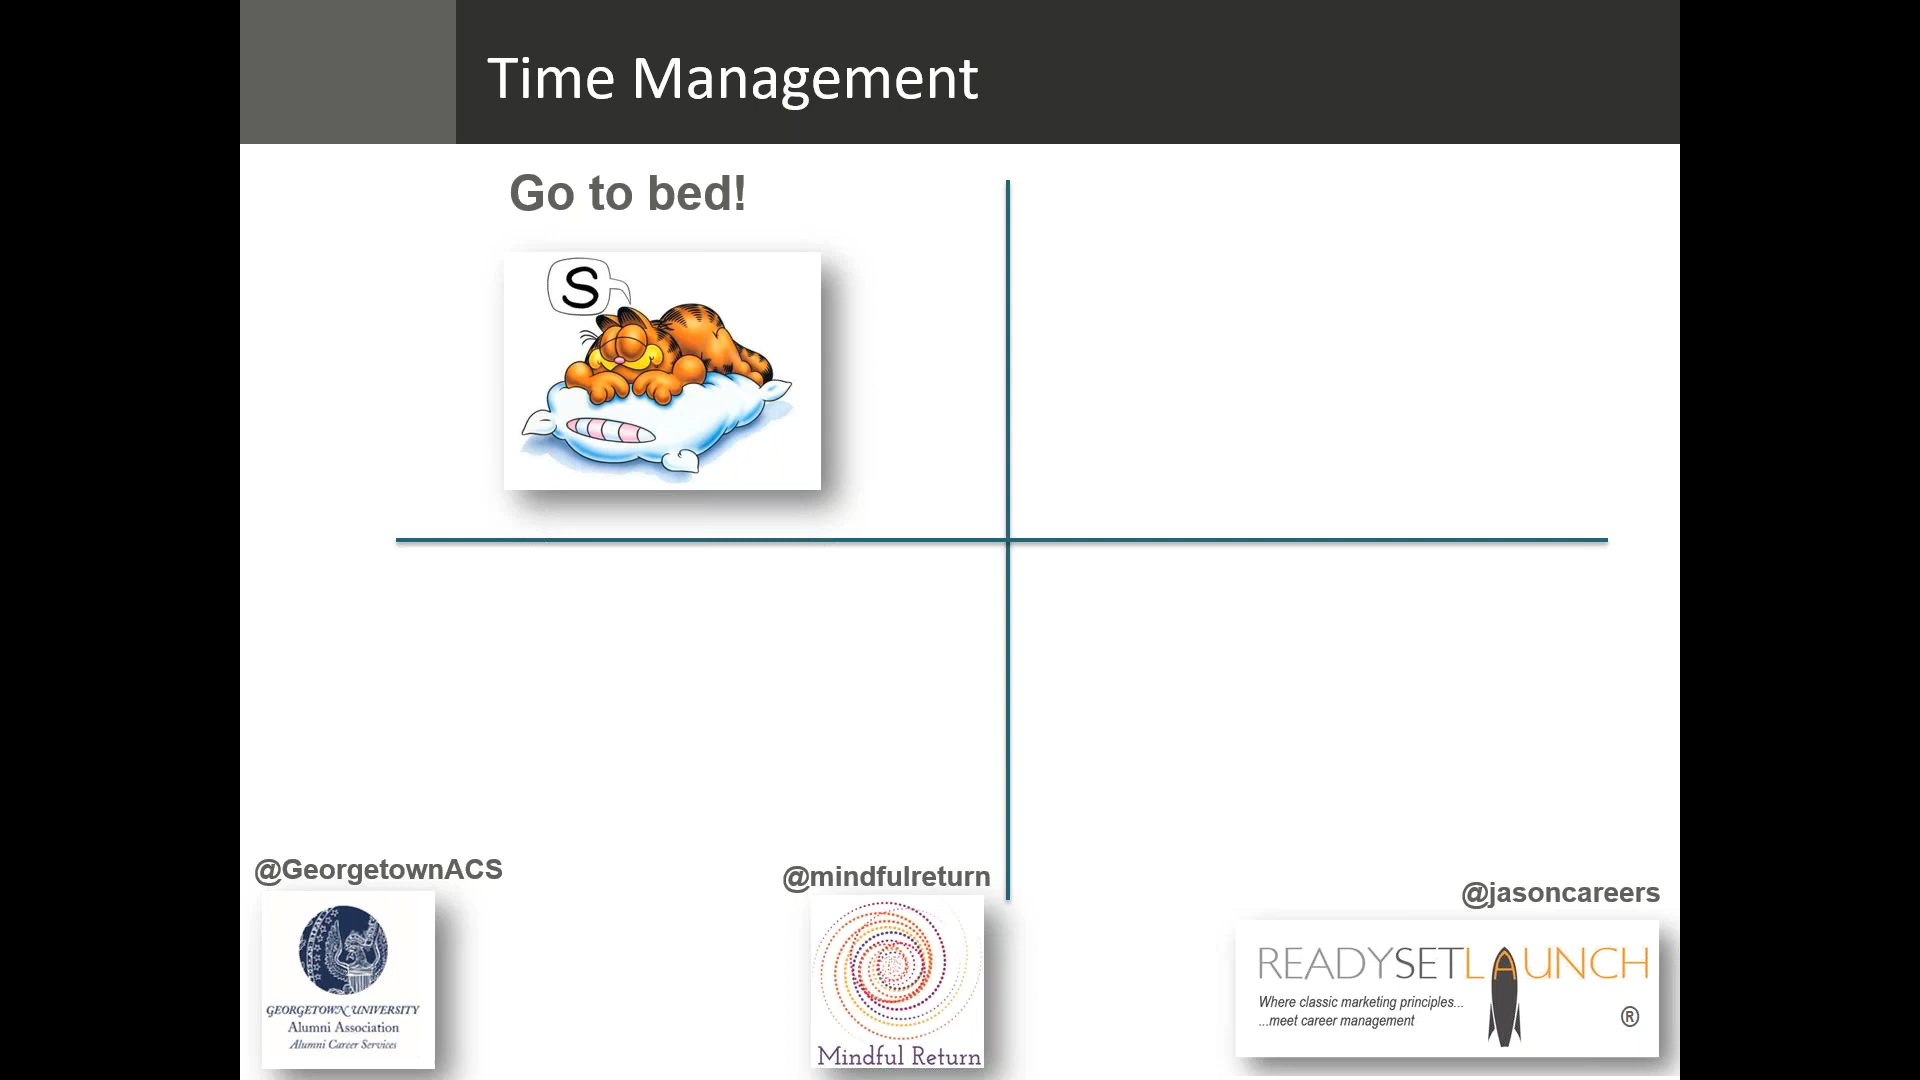 Time Management
Go to bed!
S
@GeorgetownACS
@mindfulreturn
@jasoncareers
GEORGETOWN UNIVERSITY
Alumni Association
Alumni Career Services
Mindful Return
READYSETLAUNCH
Where classic marketing principles...
...meet career management
®